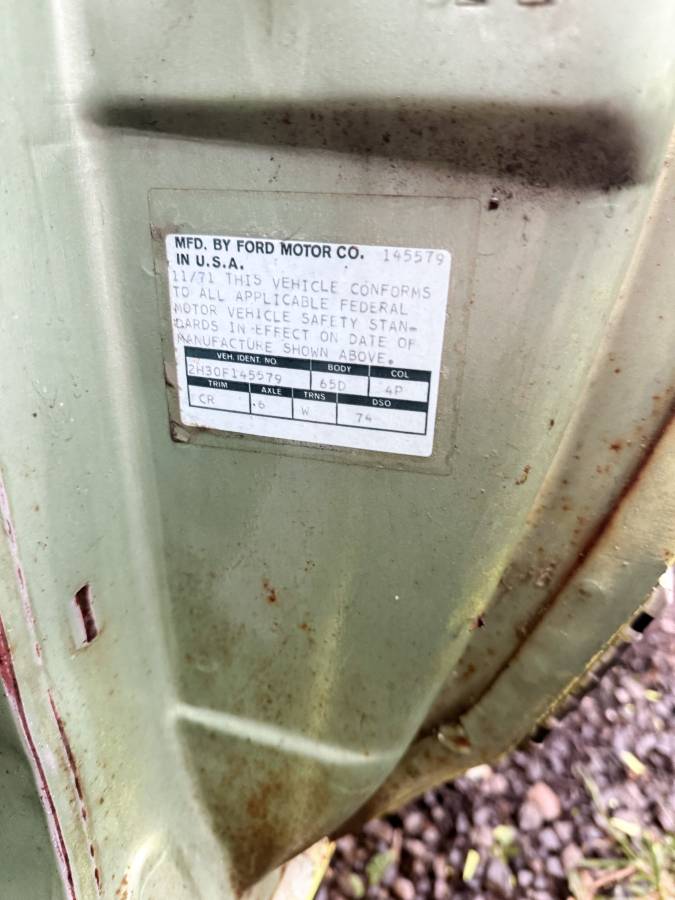 MFD. BY FORD MOTOR CO. 145579
IN U.S.A.
11/71 THIS VEHICLE CONFORMS
TO ALL APPLICABLE FEDERAL
MOTOR VEHICLE SAFETY STAN-
DARDS IN EFFECT ON DATE OF
MANUFACTURE SHOWN ABOVE.
VEH. IDENT. NO. BODY COL
2H30F145579 65D 4P
TRIM AXLE TRNS DSO
CR 6 W 74